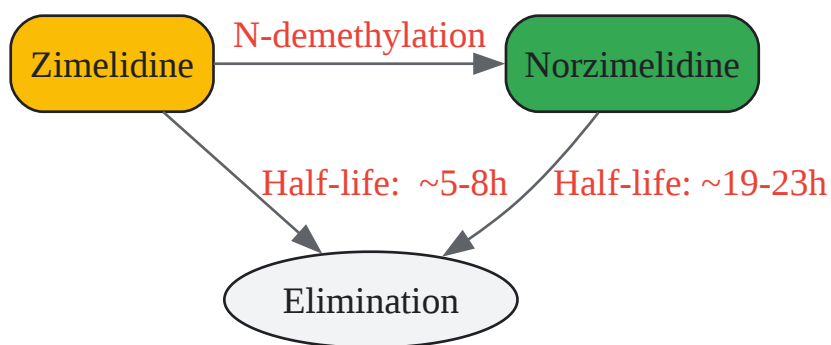 N-demethylation
Zimelidine
Norzimelidine
Half-life: ~5-8h
Half-life: ~19-23h
Elimination